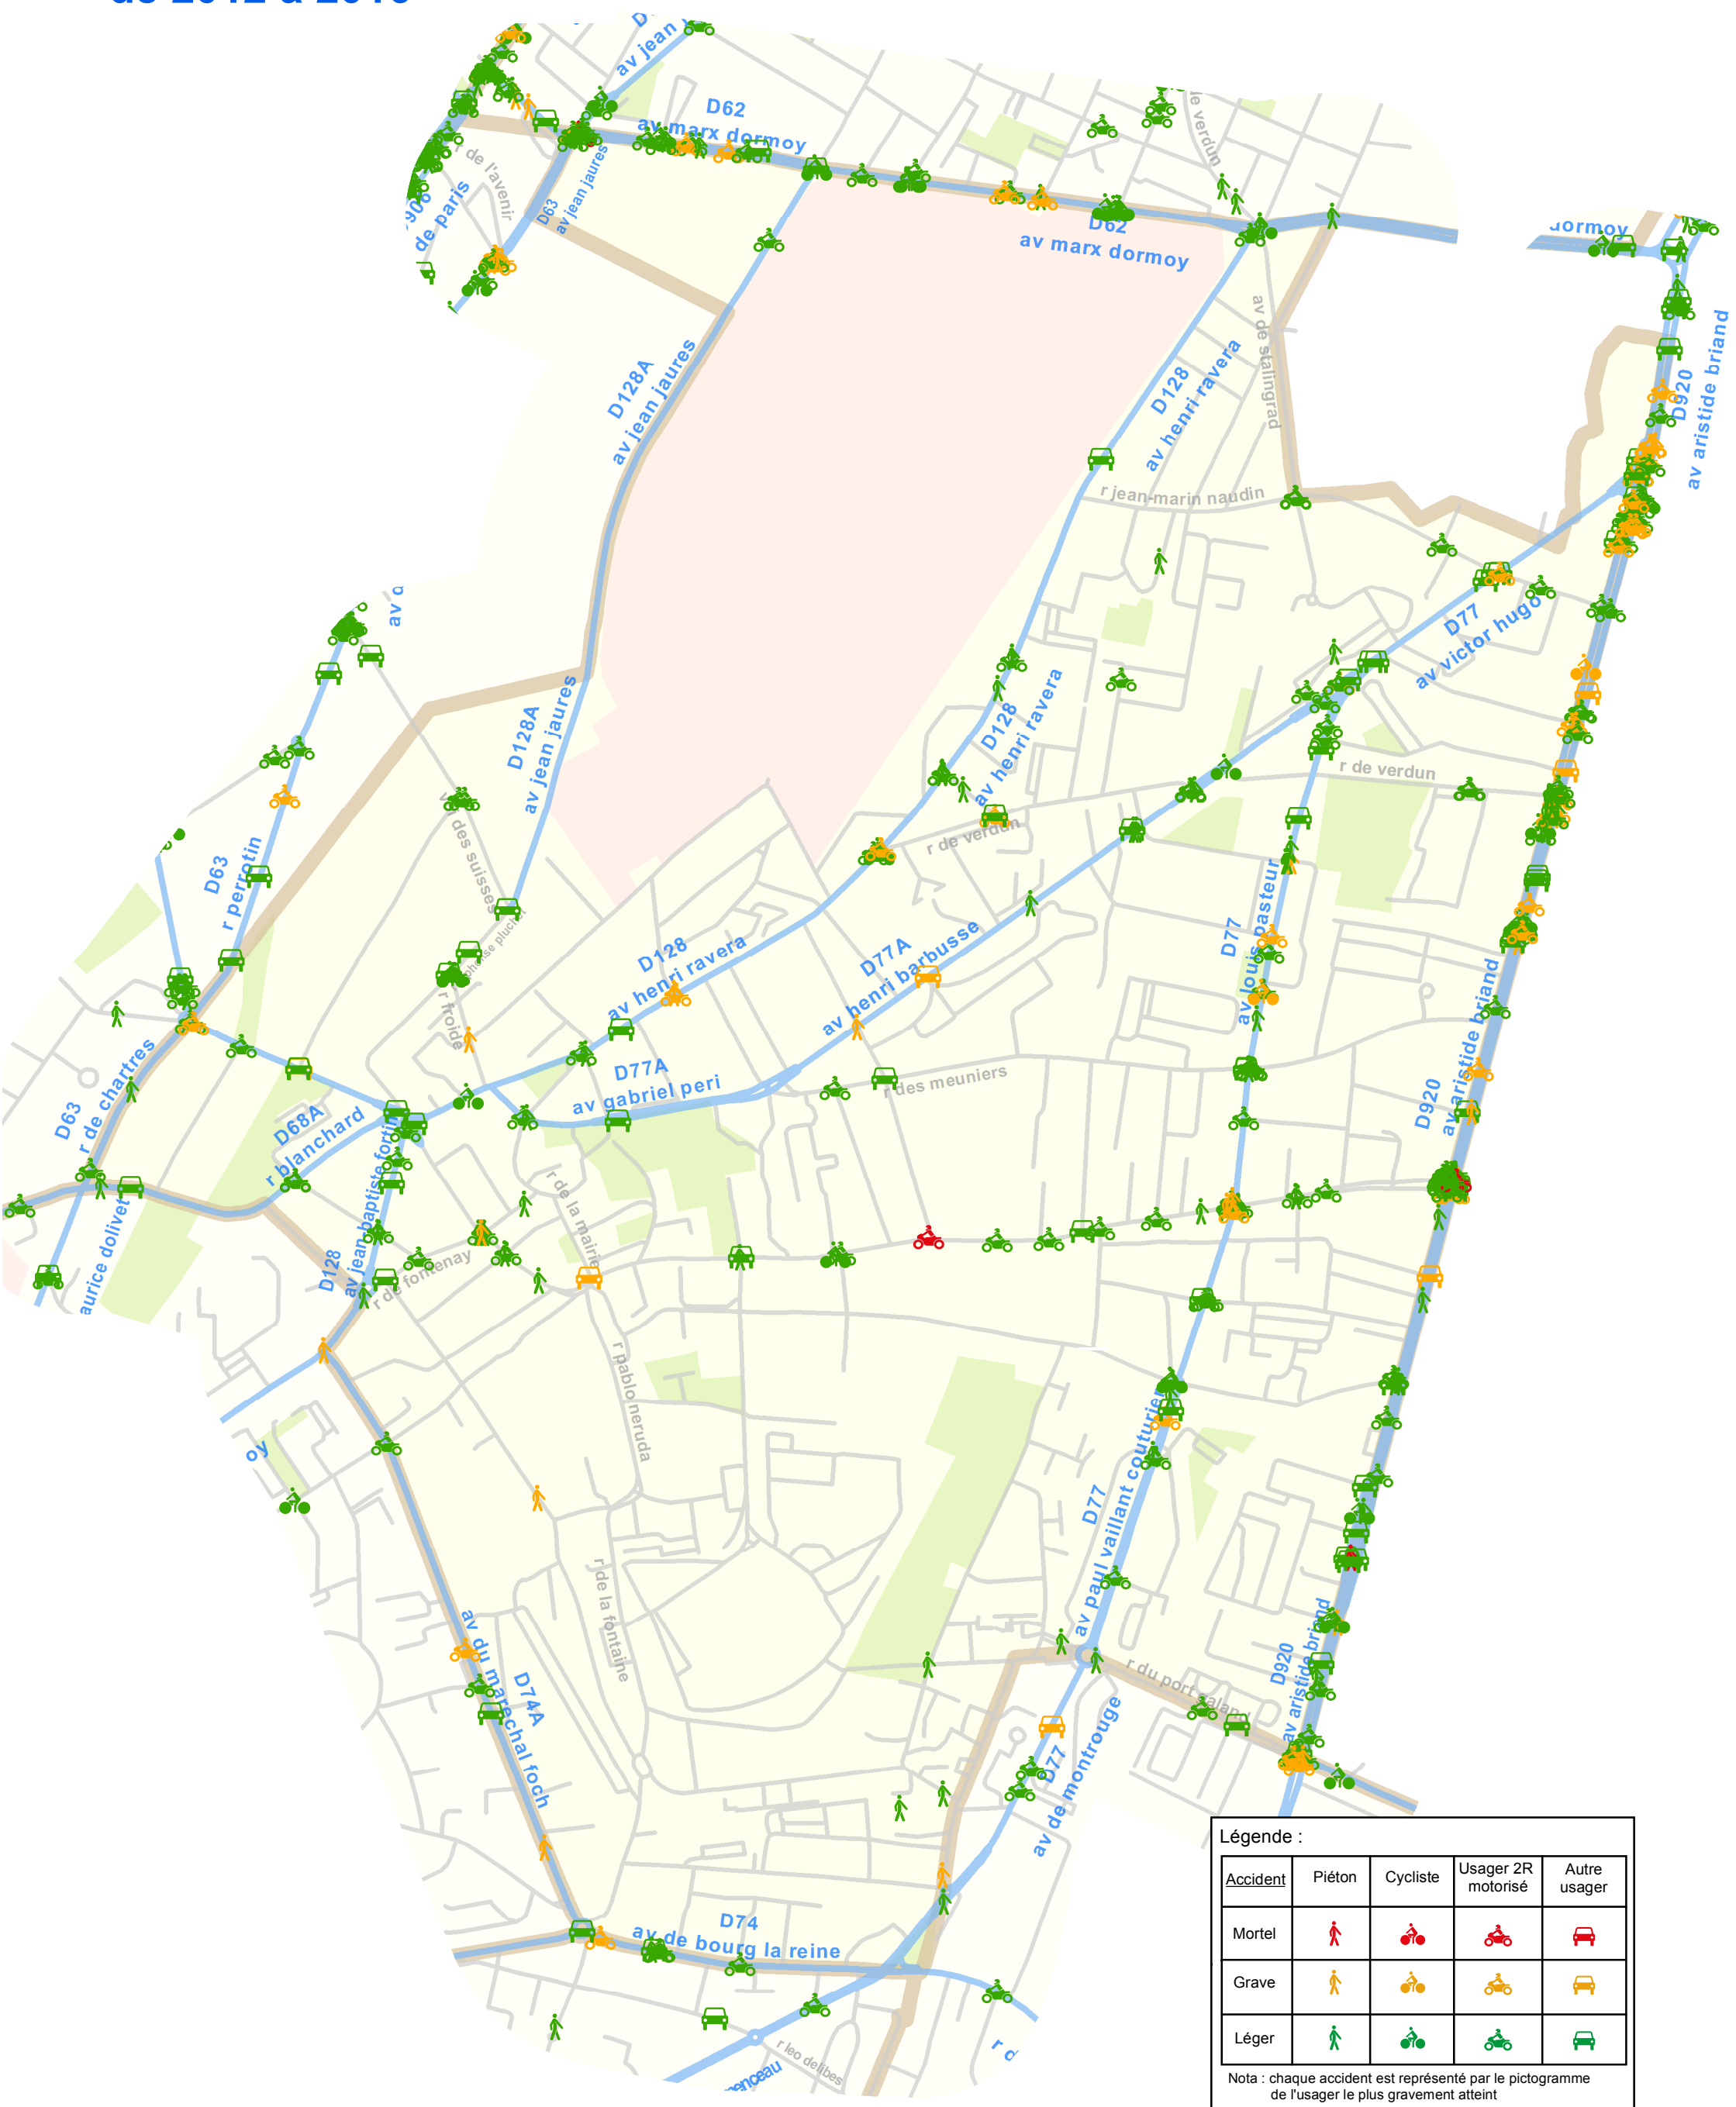 D62
av marx dormoy
r de l'avenir
D63
av jean jaures
de paris
de verdun
D62
av marx dormoy
dormoy
av de stalingrad
D920
av aristide briand
D128A
av jean jaures
D128
av henri ravera
r jean-marin naudin
D77
av victor hugo
D128A
av jean jaures
D128
av henri ravera
r de verdun
r de verdun
D63
r perrotin
des suisses
r froide
D128
av henri ravera
D77A
av henri barbusse
D77
av louis pasteur
D920
av aristide briand
D63
r de chartres
D68A
r blanchard
D77A
av gabriel peri
r des meuniers
D128
av jean baptiste fortin
r de fontenay
r de la mairie
aurice dolivet
r pablo neruda
oy
D77
av paul vaillant couturier
r de la fontaine
D74A
av du marechal foch
D920
av aristide briand
r du port galand
D77
av de montrouge
D74
av de bourg la reine
r leo delibes
r d
Légende :
Accident Piéton Cycliste Usager 2R motorisé Autre usager
Mortel
Grave
Léger
Nota : chaque accident est représenté par le pictogramme
de l'usager le plus gravement atteint